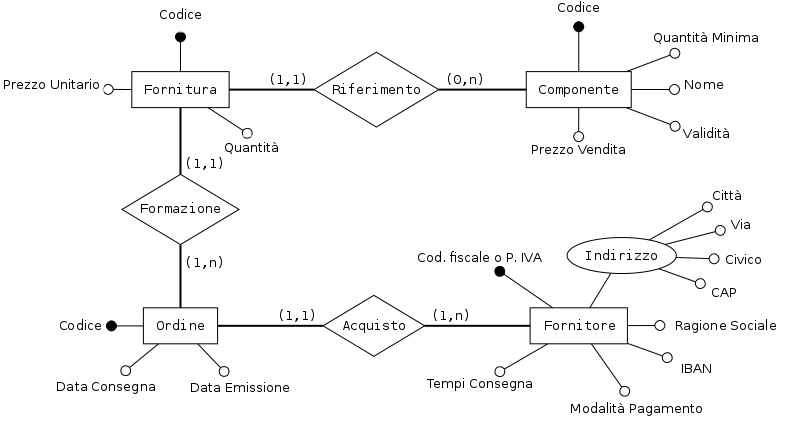 Codice
Codice
Quantità Minima
Prezzo Unitario
Fornitura
(1,1)
Riferimento
(0,n)
Componente
Nome
Quantità
Validità
Prezzo Vendita
(1,1)
Formazione
Città
Via
(1,n)
Cod. fiscale o P. IVA
Indirizzo
Civico
CAP
Codice
Ordine
(1,1)
Acquisto
(1,n)
Fornitore
Ragione Sociale
IBAN
Data Consegna
Data Emissione
Tempi Consegna
Modalità Pagamento